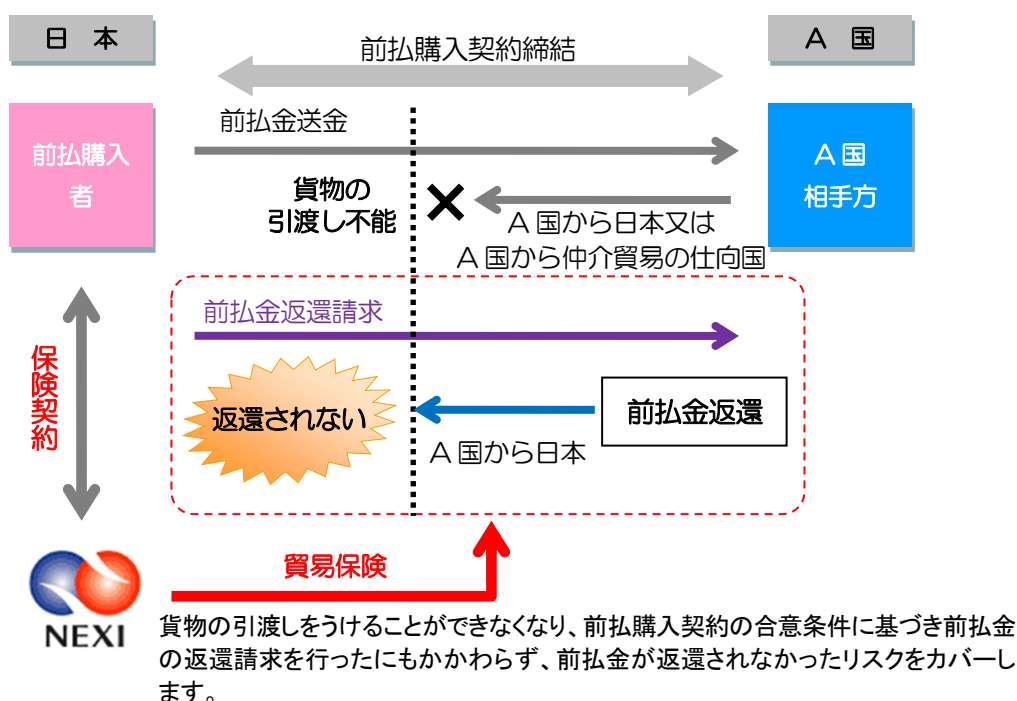 日 本
A 国
前払購入契約締結
前払購入
者
前払金送金
A 国
相手方
貨物の
引渡し不能
A 国から日本又は
A 国から仲介貿易の仕向国
前払金返還請求
保険契約
返還されない
前払金返還
A 国から日本
貿易保険
NEXI
貨物の引渡しをうけることができなくなり、前払購入契約の合意条件に基づき前払金
の返還請求を行ったにもかかわらず、前払金が返還されなかったリスクをカバーし
ます。